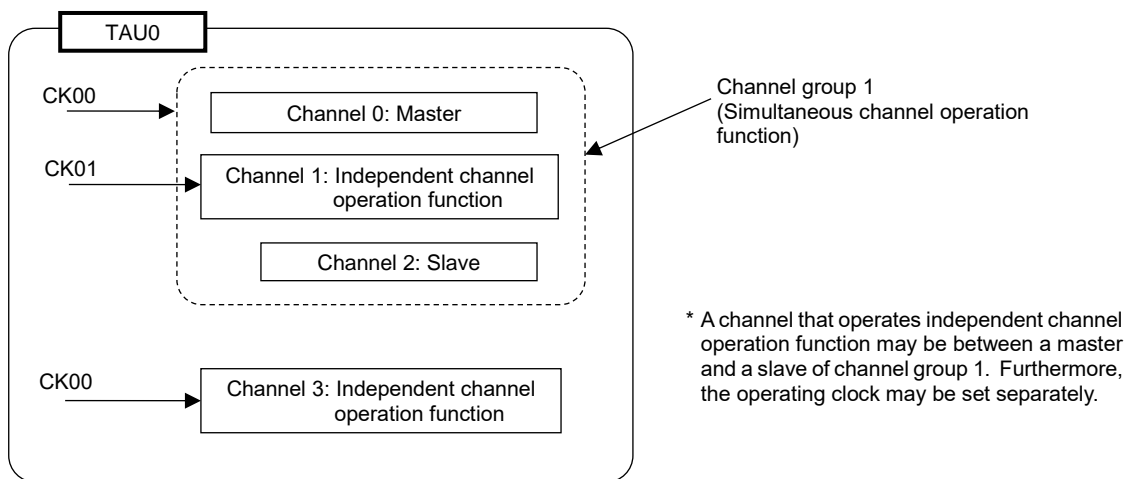 TAU0
CK00
Channel 0: Master
Channel group 1
(Simultaneous channel operation
function)
CK01
Channel 1: Independent channel
operation function
Channel 2: Slave
* A channel that operates independent channel
operation function may be between a master
and a slave of channel group 1.  Furthermore,
the operating clock may be set separately.
CK00
Channel 3: Independent channel
operation function